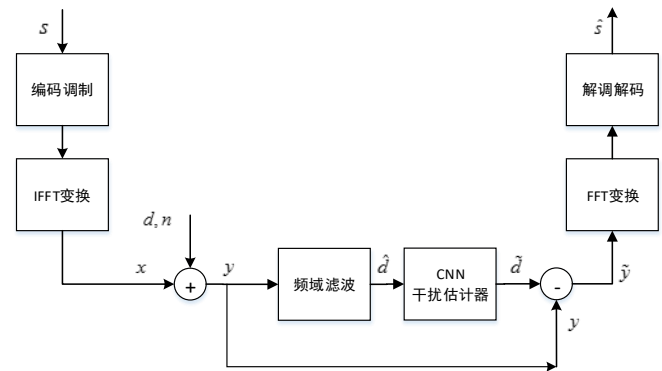 s
编码调制
IFFT变换
x
d,n
+
y
频域滤波
d̂
CNN
干扰估计器
d̃
-
y
ỹ
FFT变换
解调解码
ŝ